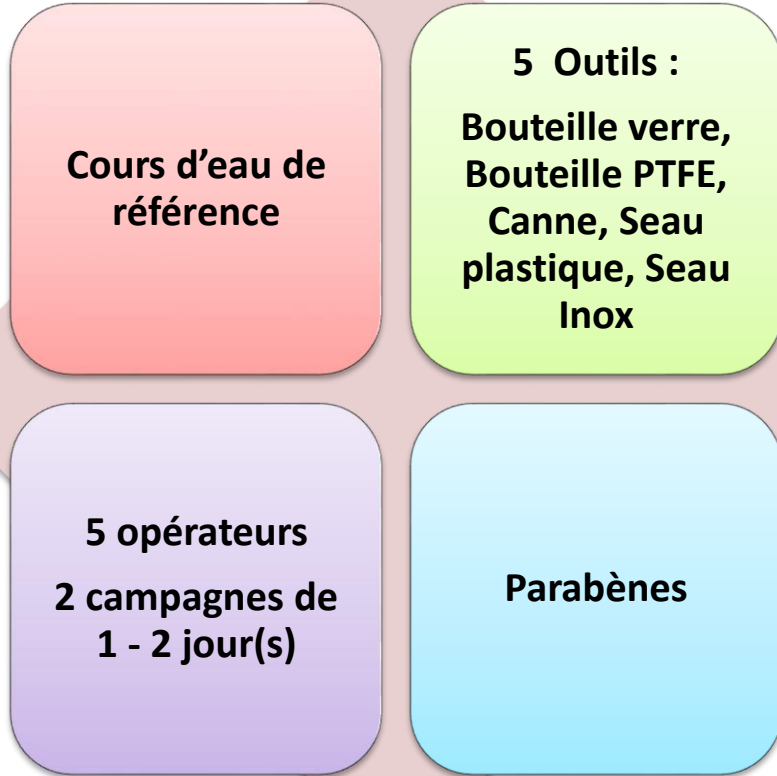 Cours d’eau de
référence
5 Outils :
Bouteille verre,
Bouteille PTFE,
Canne, Seau
plastique, Seau
Inox
5 opérateurs
2 campagnes de
1 - 2 jour(s)
Parabènes